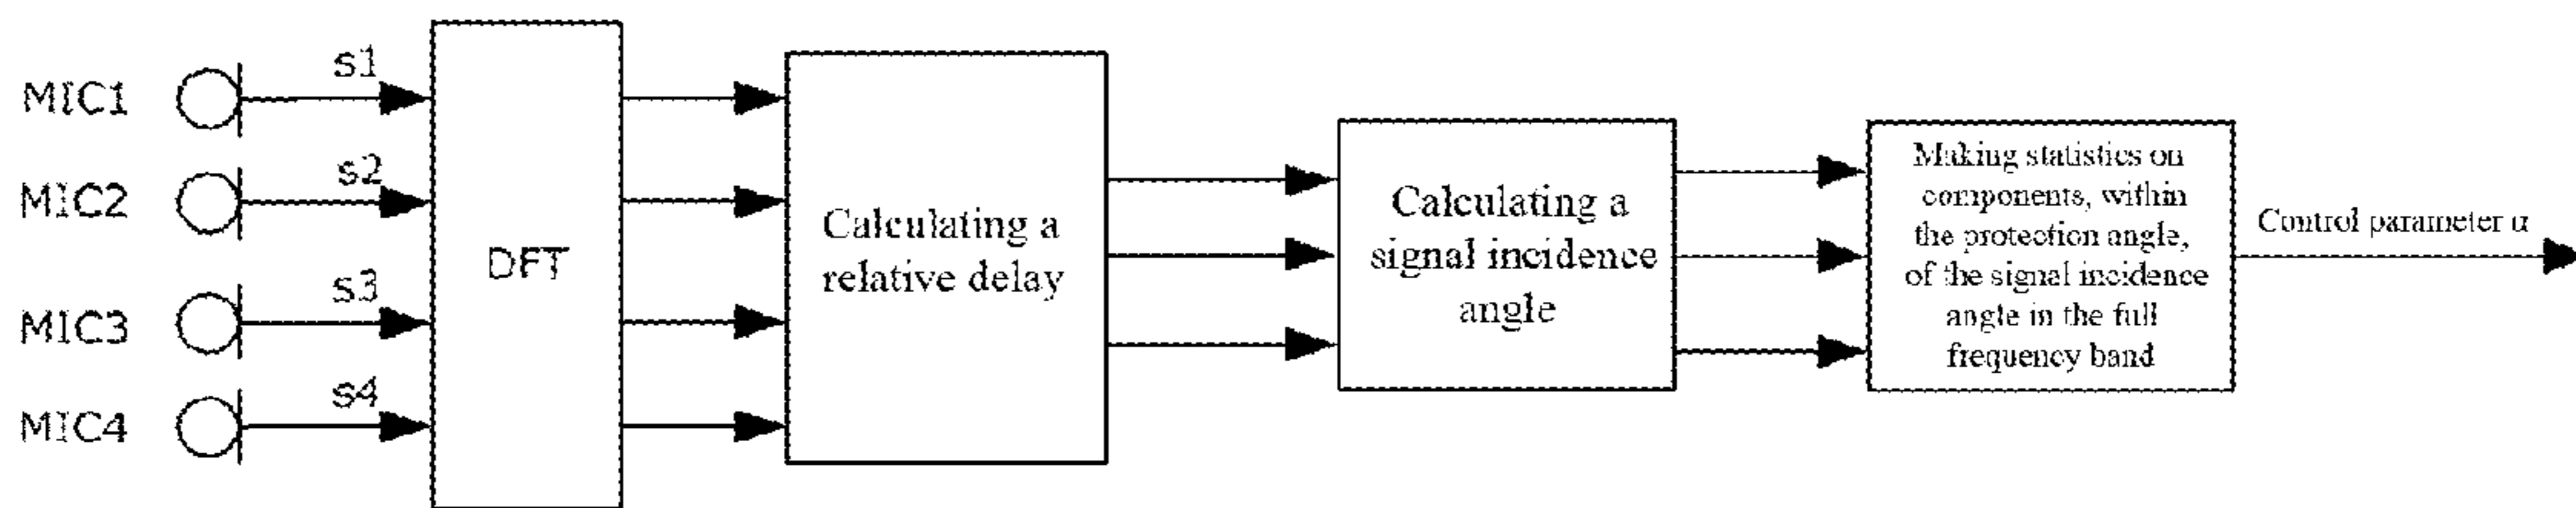 MIC1
s1
MIC2
s2
MIC3
s3
MIC4
s4
DFT
Calculating a
relative delay
Calculating a
signal incidence
angle
Making statistics on
components, within
the protection angle,
of the signal incidence
angle in the full
frequency band
Control parameter α